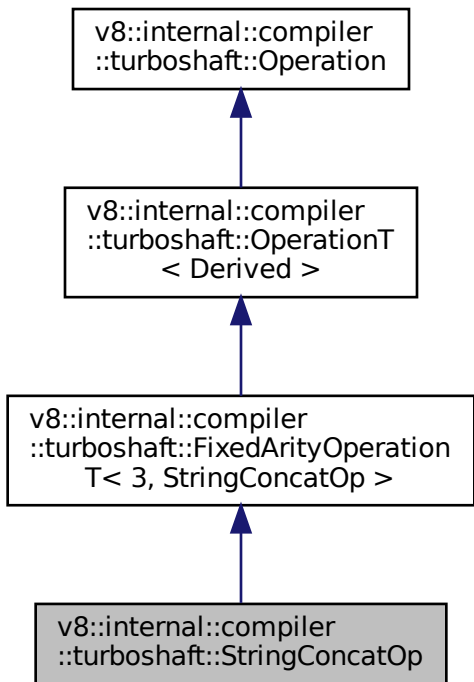 v8::internal::compiler
::turboshaft::Operation
v8::internal::compiler
::turboshaft::OperationT
< Derived >
v8::internal::compiler
::turboshaft::FixedArityOperation
T< 3, StringConcatOp >
v8::internal::compiler
::turboshaft::StringConcatOp